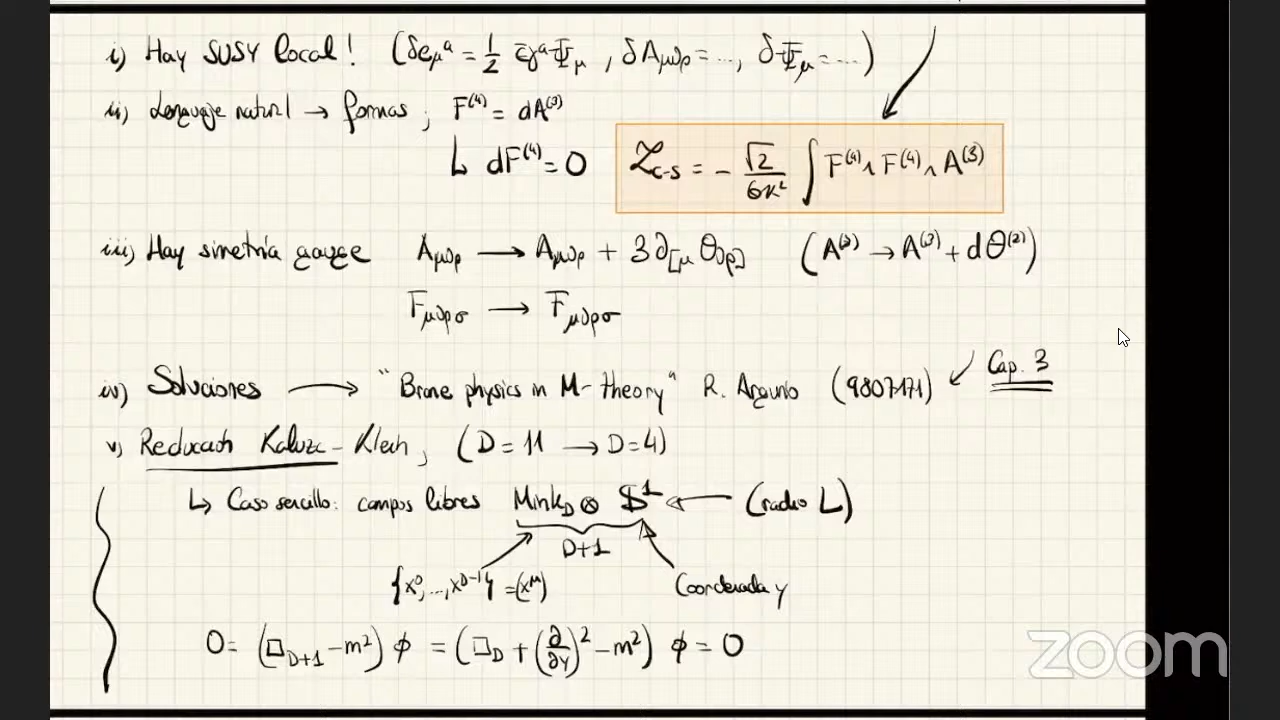 i) Hay SUSY local! (δe_μ^a = 1/2 ε̄γ^aΨ_μ , δA_μνρ = ..., δΨ_μ = ...)
ii) Lenguaje natural → formas ; F^(4) = dA^(3)
↳ dF^(4) = 0
ℒ_C-S = - √2/6κ² ∫ F^(4) ∧ F^(4) ∧ A^(3)
iii) Hay simetría gauge A_μνρ → A_μνρ + 3∂_[μ θ_νρ] (A^(3) → A^(3) + dθ^(2))
F_μνρσ → F_μνρσ
iv) Soluciones → "Brane physics in M-theory" R. Argurio (9807171) ↙ Cap. 3
v) Reducción Kaluza-Klein, (D = 11 → D = 4)
↳ Caso sencillo: campos libres Mink_D ⊗ S^1 ← (radio L)
D+1
{x^0, ..., x^D-1} = (x^μ) Coordenada y
0 = (□_D+1 - m²) ϕ = (□_D + (∂/∂y)² - m²) ϕ = 0
zoom